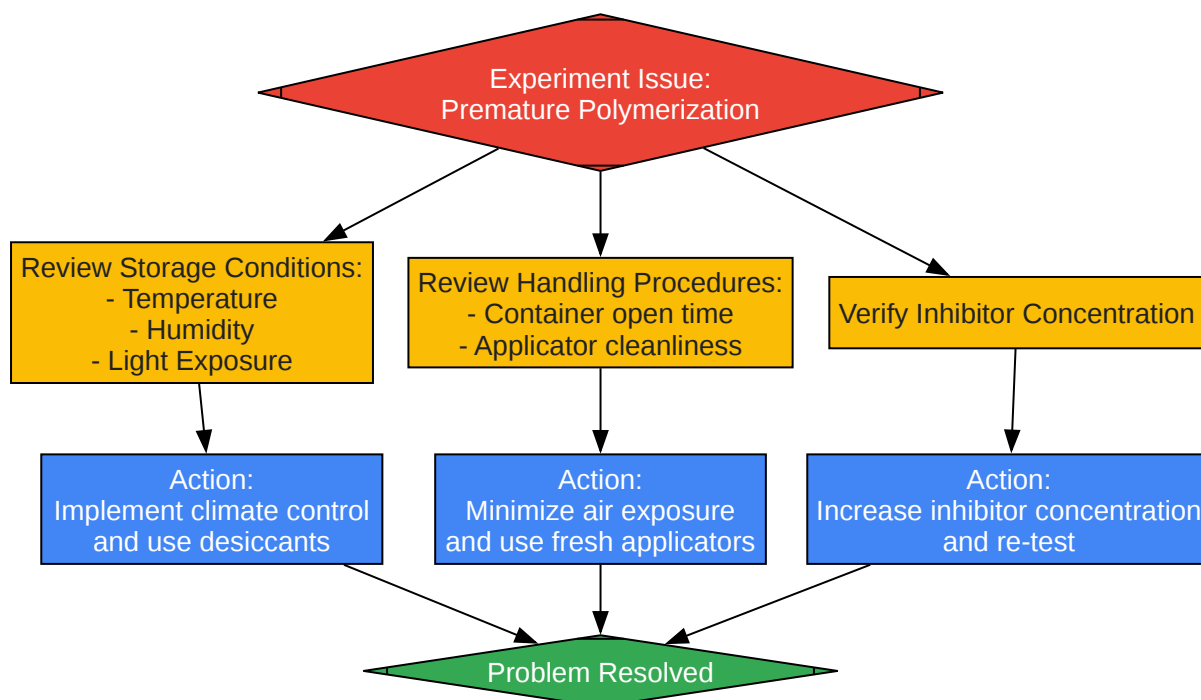 Experiment Issue:
Premature Polymerization
Review Storage Conditions:
- Temperature
- Humidity
- Light Exposure
Review Handling Procedures:
- Container open time
- Applicator cleanliness
Verify Inhibitor Concentration
Action:
Implement climate control
and use desiccants
Action:
Minimize air exposure
and use fresh applicators
Action:
Increase inhibitor concentration
and re-test
Problem Resolved